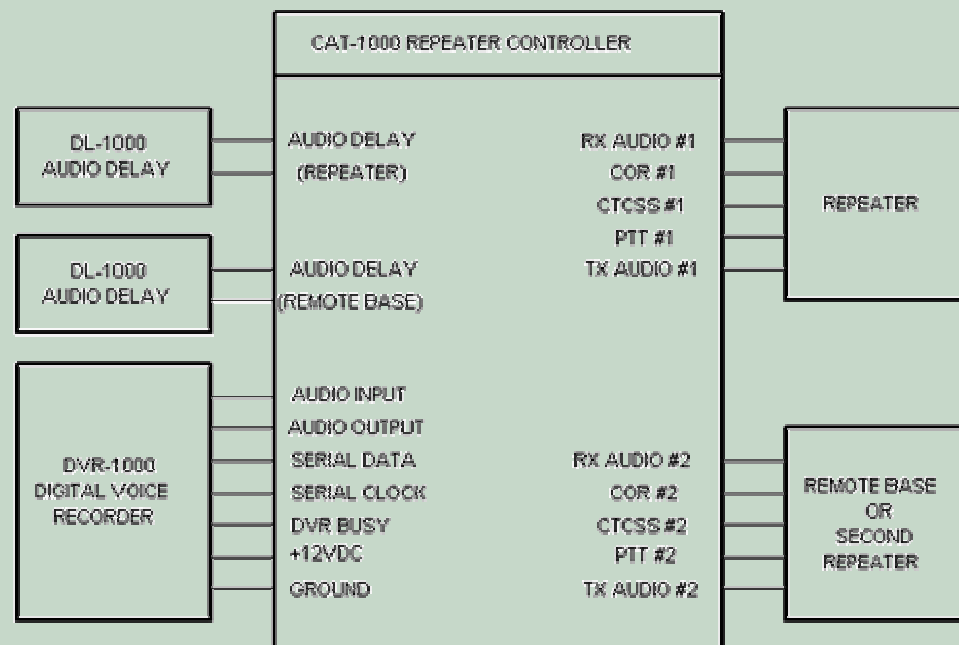 CAT-1000 REPEATER CONTROLLER
DL-1000
AUDIO DELAY
AUDIO DELAY
(REPEATER)
DL-1000
AUDIO DELAY
AUDIO DELAY
(REMOTE BASE)
DVR-1000
DIGITAL VOICE
RECORDER
AUDIO INPUT
AUDIO OUTPUT
SERIAL DATA
SERIAL CLOCK
DVR BUSY
+12VDC
GROUND
RX AUDIO #1
COR #1
CTCSS #1
PTT #1
TX AUDIO #1
REPEATER
RX AUDIO #2
COR #2
CTCSS #2
PTT #2
TX AUDIO #2
REMOTE BASE
OR
SECOND
REPEATER